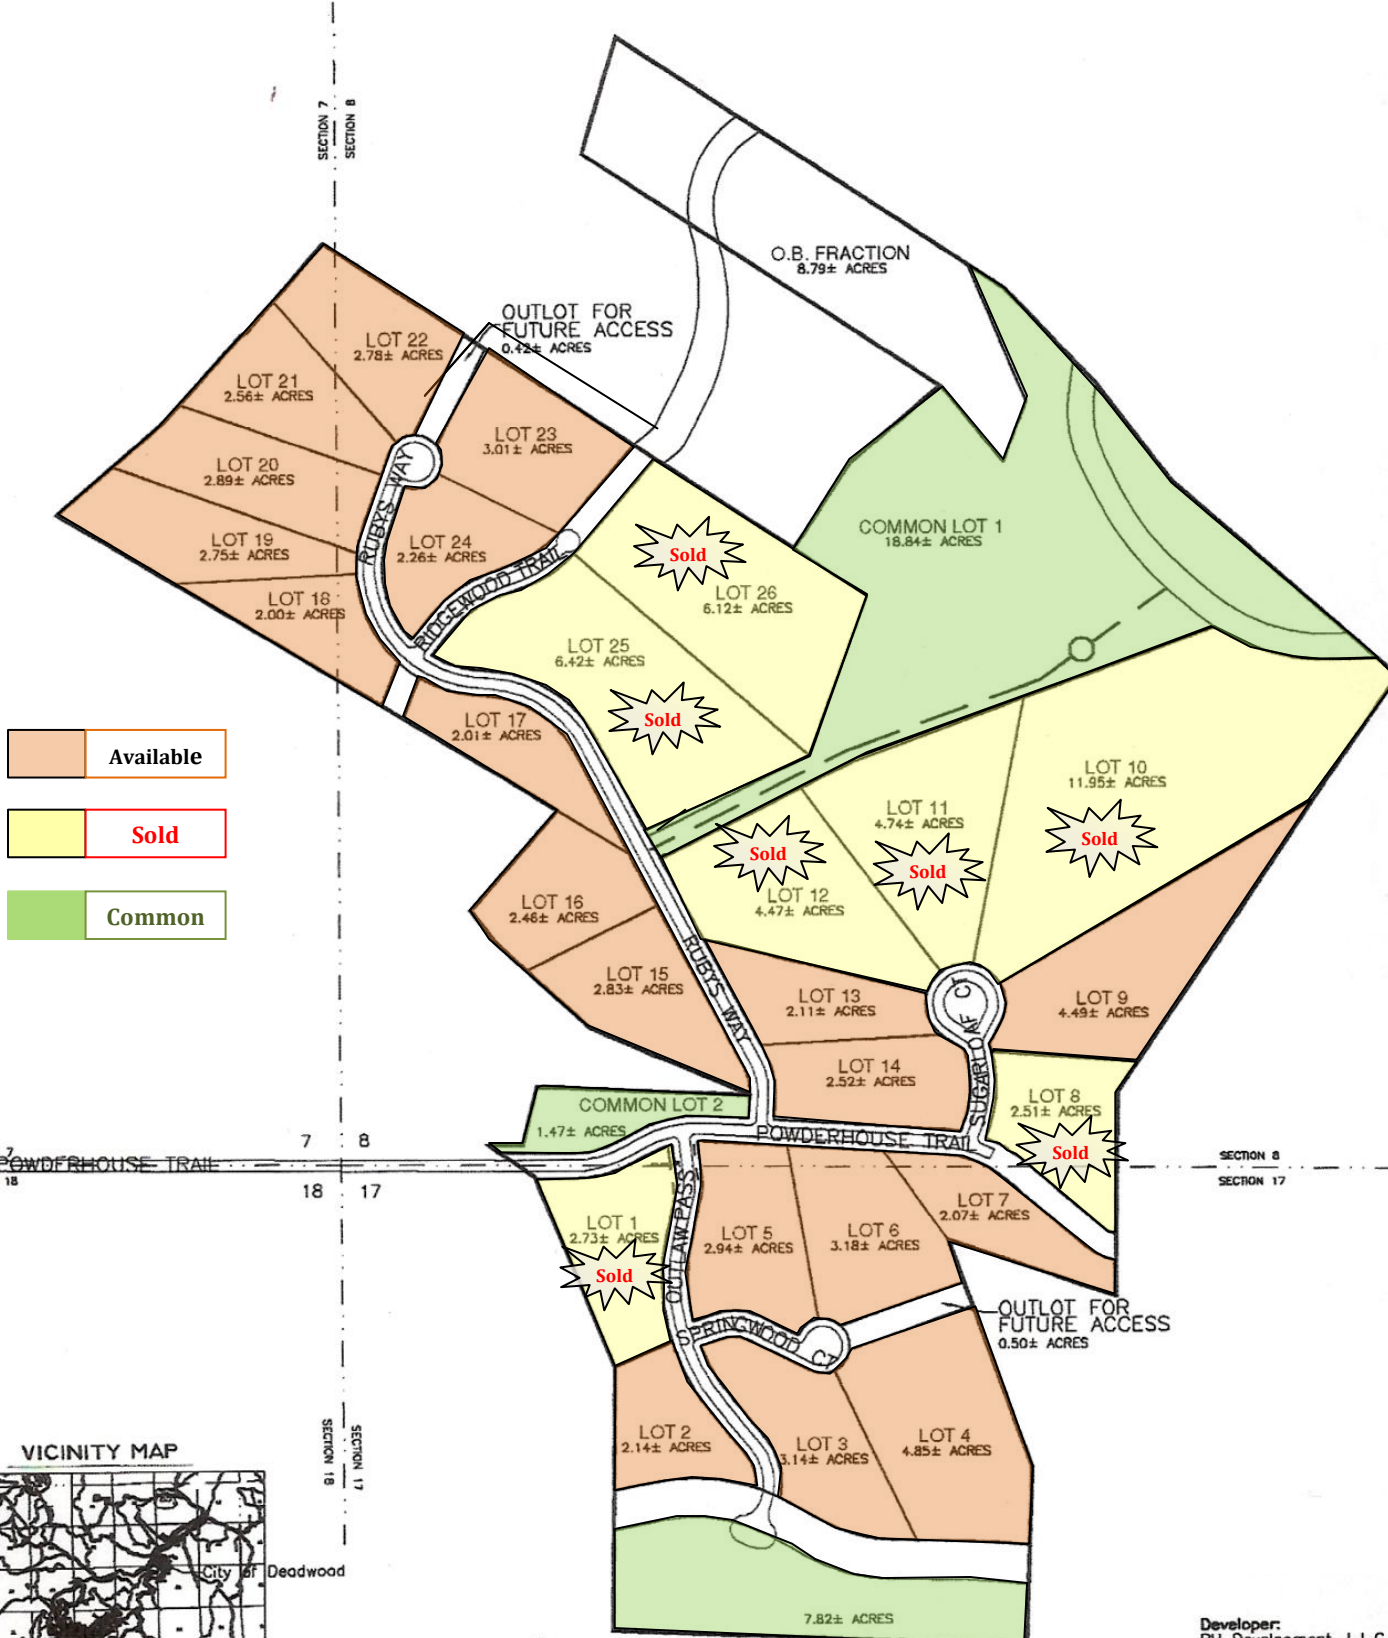 SECTION 7
SECTION 8
O.B. FRACTION
8.79± ACRES
OUTLOT FOR
FUTURE ACCESS
0.42± ACRES
LOT 22
2.78± ACRES
LOT 21
2.56± ACRES
LOT 23
3.01± ACRES
LOT 20
2.89± ACRES
RUBYS WAY
LOT 19
2.75± ACRES
LOT 24
2.26± ACRES
RIDGEWOOD TRAIL
LOT 18
2.00± ACRES
COMMON LOT 1
18.84± ACRES
Sold
LOT 26
6.12± ACRES
LOT 25
6.42± ACRES
Sold
LOT 17
2.01± ACRES
Available
Sold
Common
LOT 10
11.95± ACRES
Sold
LOT 11
4.74± ACRES
Sold
Sold
LOT 12
4.47± ACRES
LOT 16
2.46± ACRES
LOT 15
2.83± ACRES
RUBYS WAY
LOT 13
2.11± ACRES
LOT 9
4.49± ACRES
LOT 14
2.52± ACRES
SUGARLOAF CT
LOT 8
2.51± ACRES
Sold
COMMON LOT 2
1.47± ACRES
POWDERHOUSE TRAIL
7 8
18 17
7
POWDERHOUSE TRAIL
18
SECTION 8
SECTION 17
LOT 1
2.73± ACRES
Sold
OUTLAW PASS
LOT 5
2.94± ACRES
LOT 6
3.18± ACRES
LOT 7
2.07± ACRES
OUTLOT FOR
FUTURE ACCESS
0.50± ACRES
SPRINGWOOD CT
LOT 2
2.14± ACRES
LOT 3
3.14± ACRES
LOT 4
4.85± ACRES
SECTION 18
SECTION 17
VICINITY MAP
City of Deadwood
7.82± ACRES
Developer: